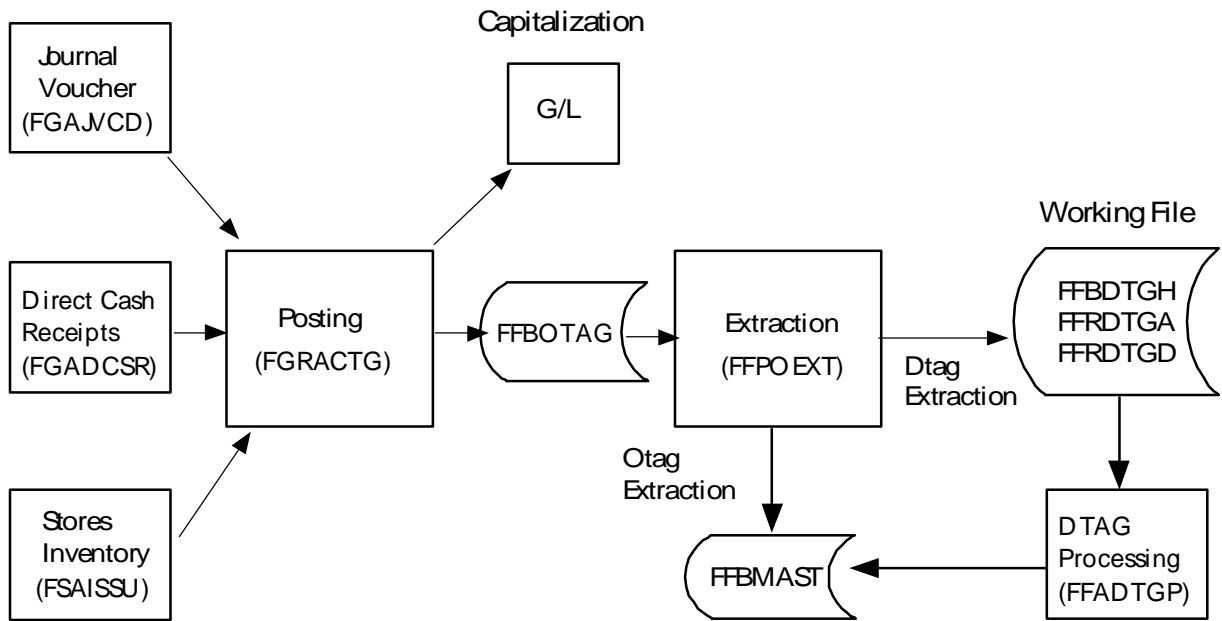 Capitalization
Journal
Voucher
(FGAJVCD)
G/L
Working File
Direct Cash
Receipts
(FGADCSR)
Posting
(FGRACTG)
FFBOTAG
Extraction
(FFPOEXT)
Dtag
Extraction
FFBDTGH
FFRDTGA
FFRDTGD
Otag
Extraction
Stores
Inventory
(FSAISSU)
FFBMAST
DTAG
Processing
(FFADTGP)